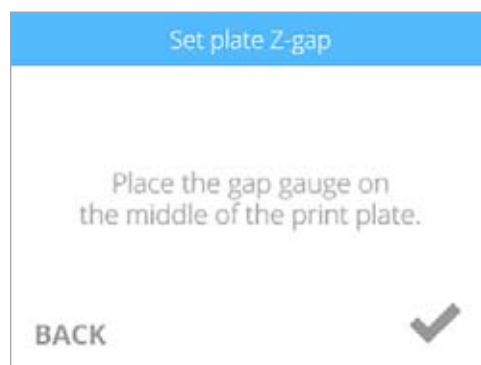 Set plate Z-gap
Place the gap gauge on
the middle of the print plate.
BACK